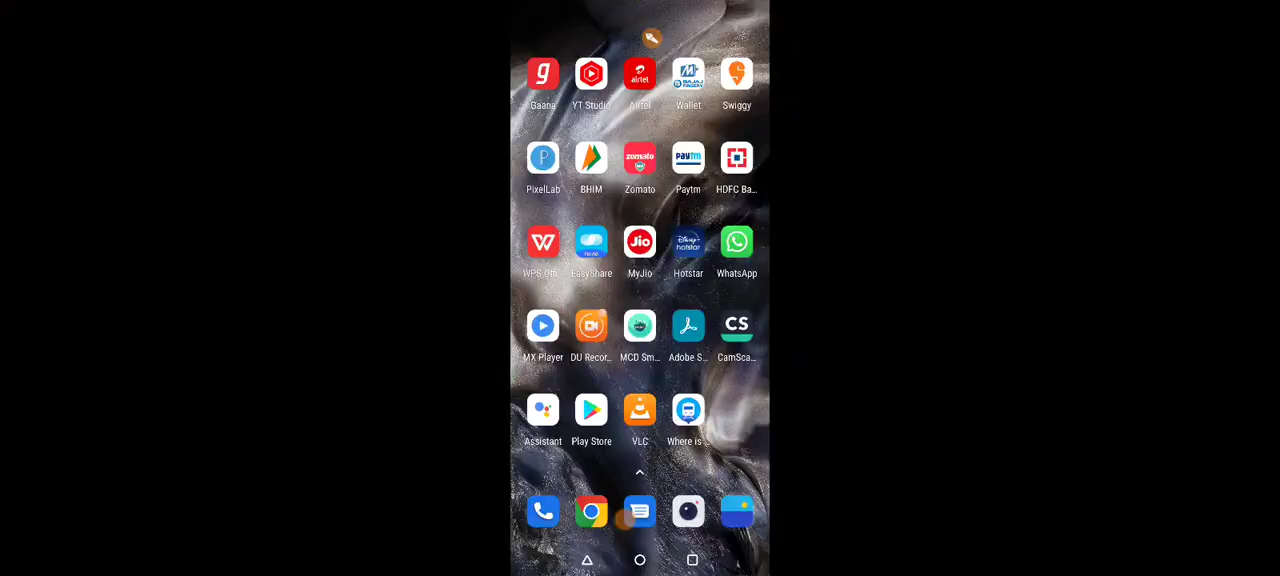 Gaana YT Studio Airtel Wallet Swiggy
PixelLab BHIM Zomato Paytm HDFC Ba...
WPS Offi.. EasyShare MyJio Hotstar WhatsApp
MX Player DU Recor... MCD Sm... Adobe S... CamSca...
Assistant Play Store VLC Where is ...